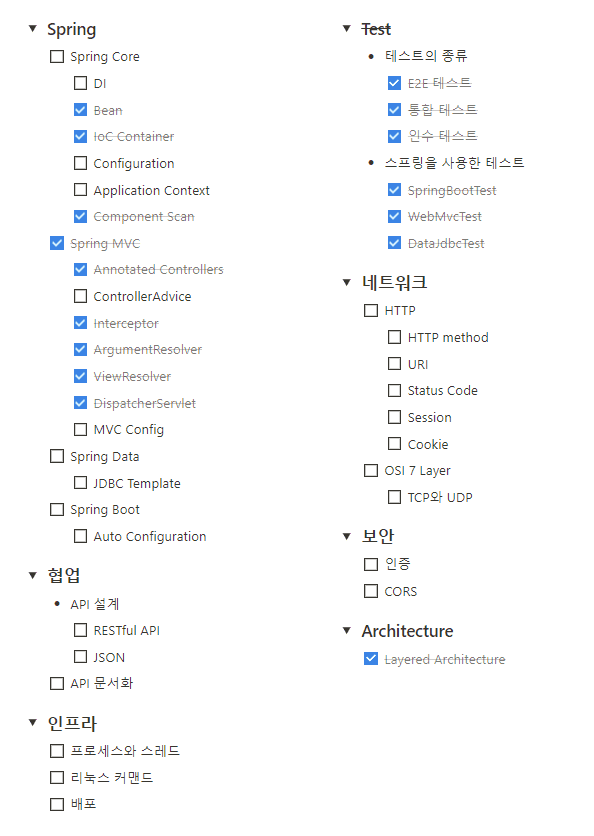 Spring
Spring Core
DI
Bean
IoC Container
Configuration
Application Context
Component Scan
Spring MVC
Annotated Controllers
ControllerAdvice
Interceptor
ArgumentResolver
ViewResolver
DispatcherServlet
MVC Config
Spring Data
JDBC Template
Spring Boot
Auto Configuration
협업
API 설계
RESTful API
JSON
API 문서화
인프라
프로세스와 스레드
리눅스 커맨드
배포
Test
테스트의 종류
E2E 테스트
통합 테스트
인수 테스트
스프링을 사용한 테스트
SpringBootTest
WebMvcTest
DataJdbcTest
네트워크
HTTP
HTTP method
URI
Status Code
Session
Cookie
OSI 7 Layer
TCP와 UDP
보안
인증
CORS
Architecture
Layered Architecture